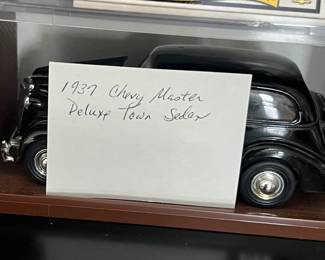 1937 Chevy Master
Deluxe Town Sedan